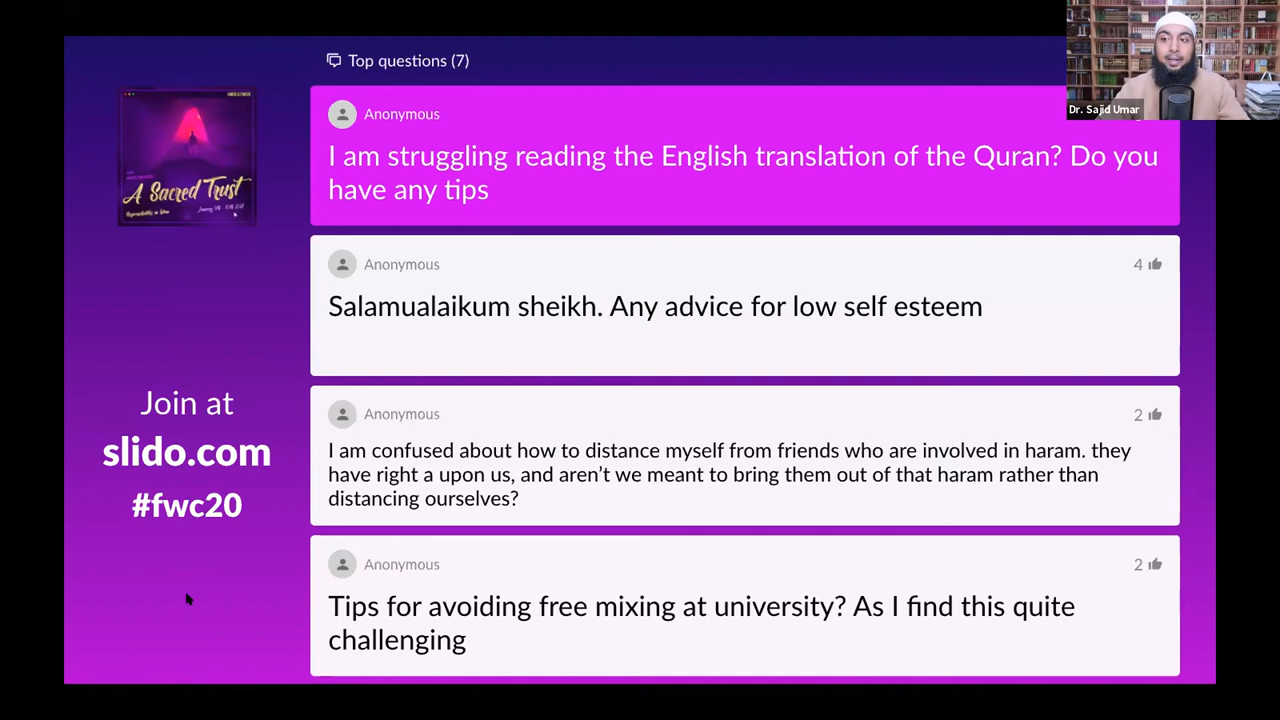 Top questions (7)
Dr. Sajid Umar
Anonymous
I am struggling reading the English translation of the Quran? Do you
have any tips
A Sacred Trust
Anonymous
4
Salamualaikum sheikh. Any advice for low self esteem
Anonymous
2
I am confused about how to distance myself from friends who are involved in haram. they
have right a upon us, and aren't we meant to bring them out of that haram rather than
distancing ourselves?
Join at
slido.com
#fwc20
Anonymous
2
Tips for avoiding free mixing at university? As I find this quite
challenging